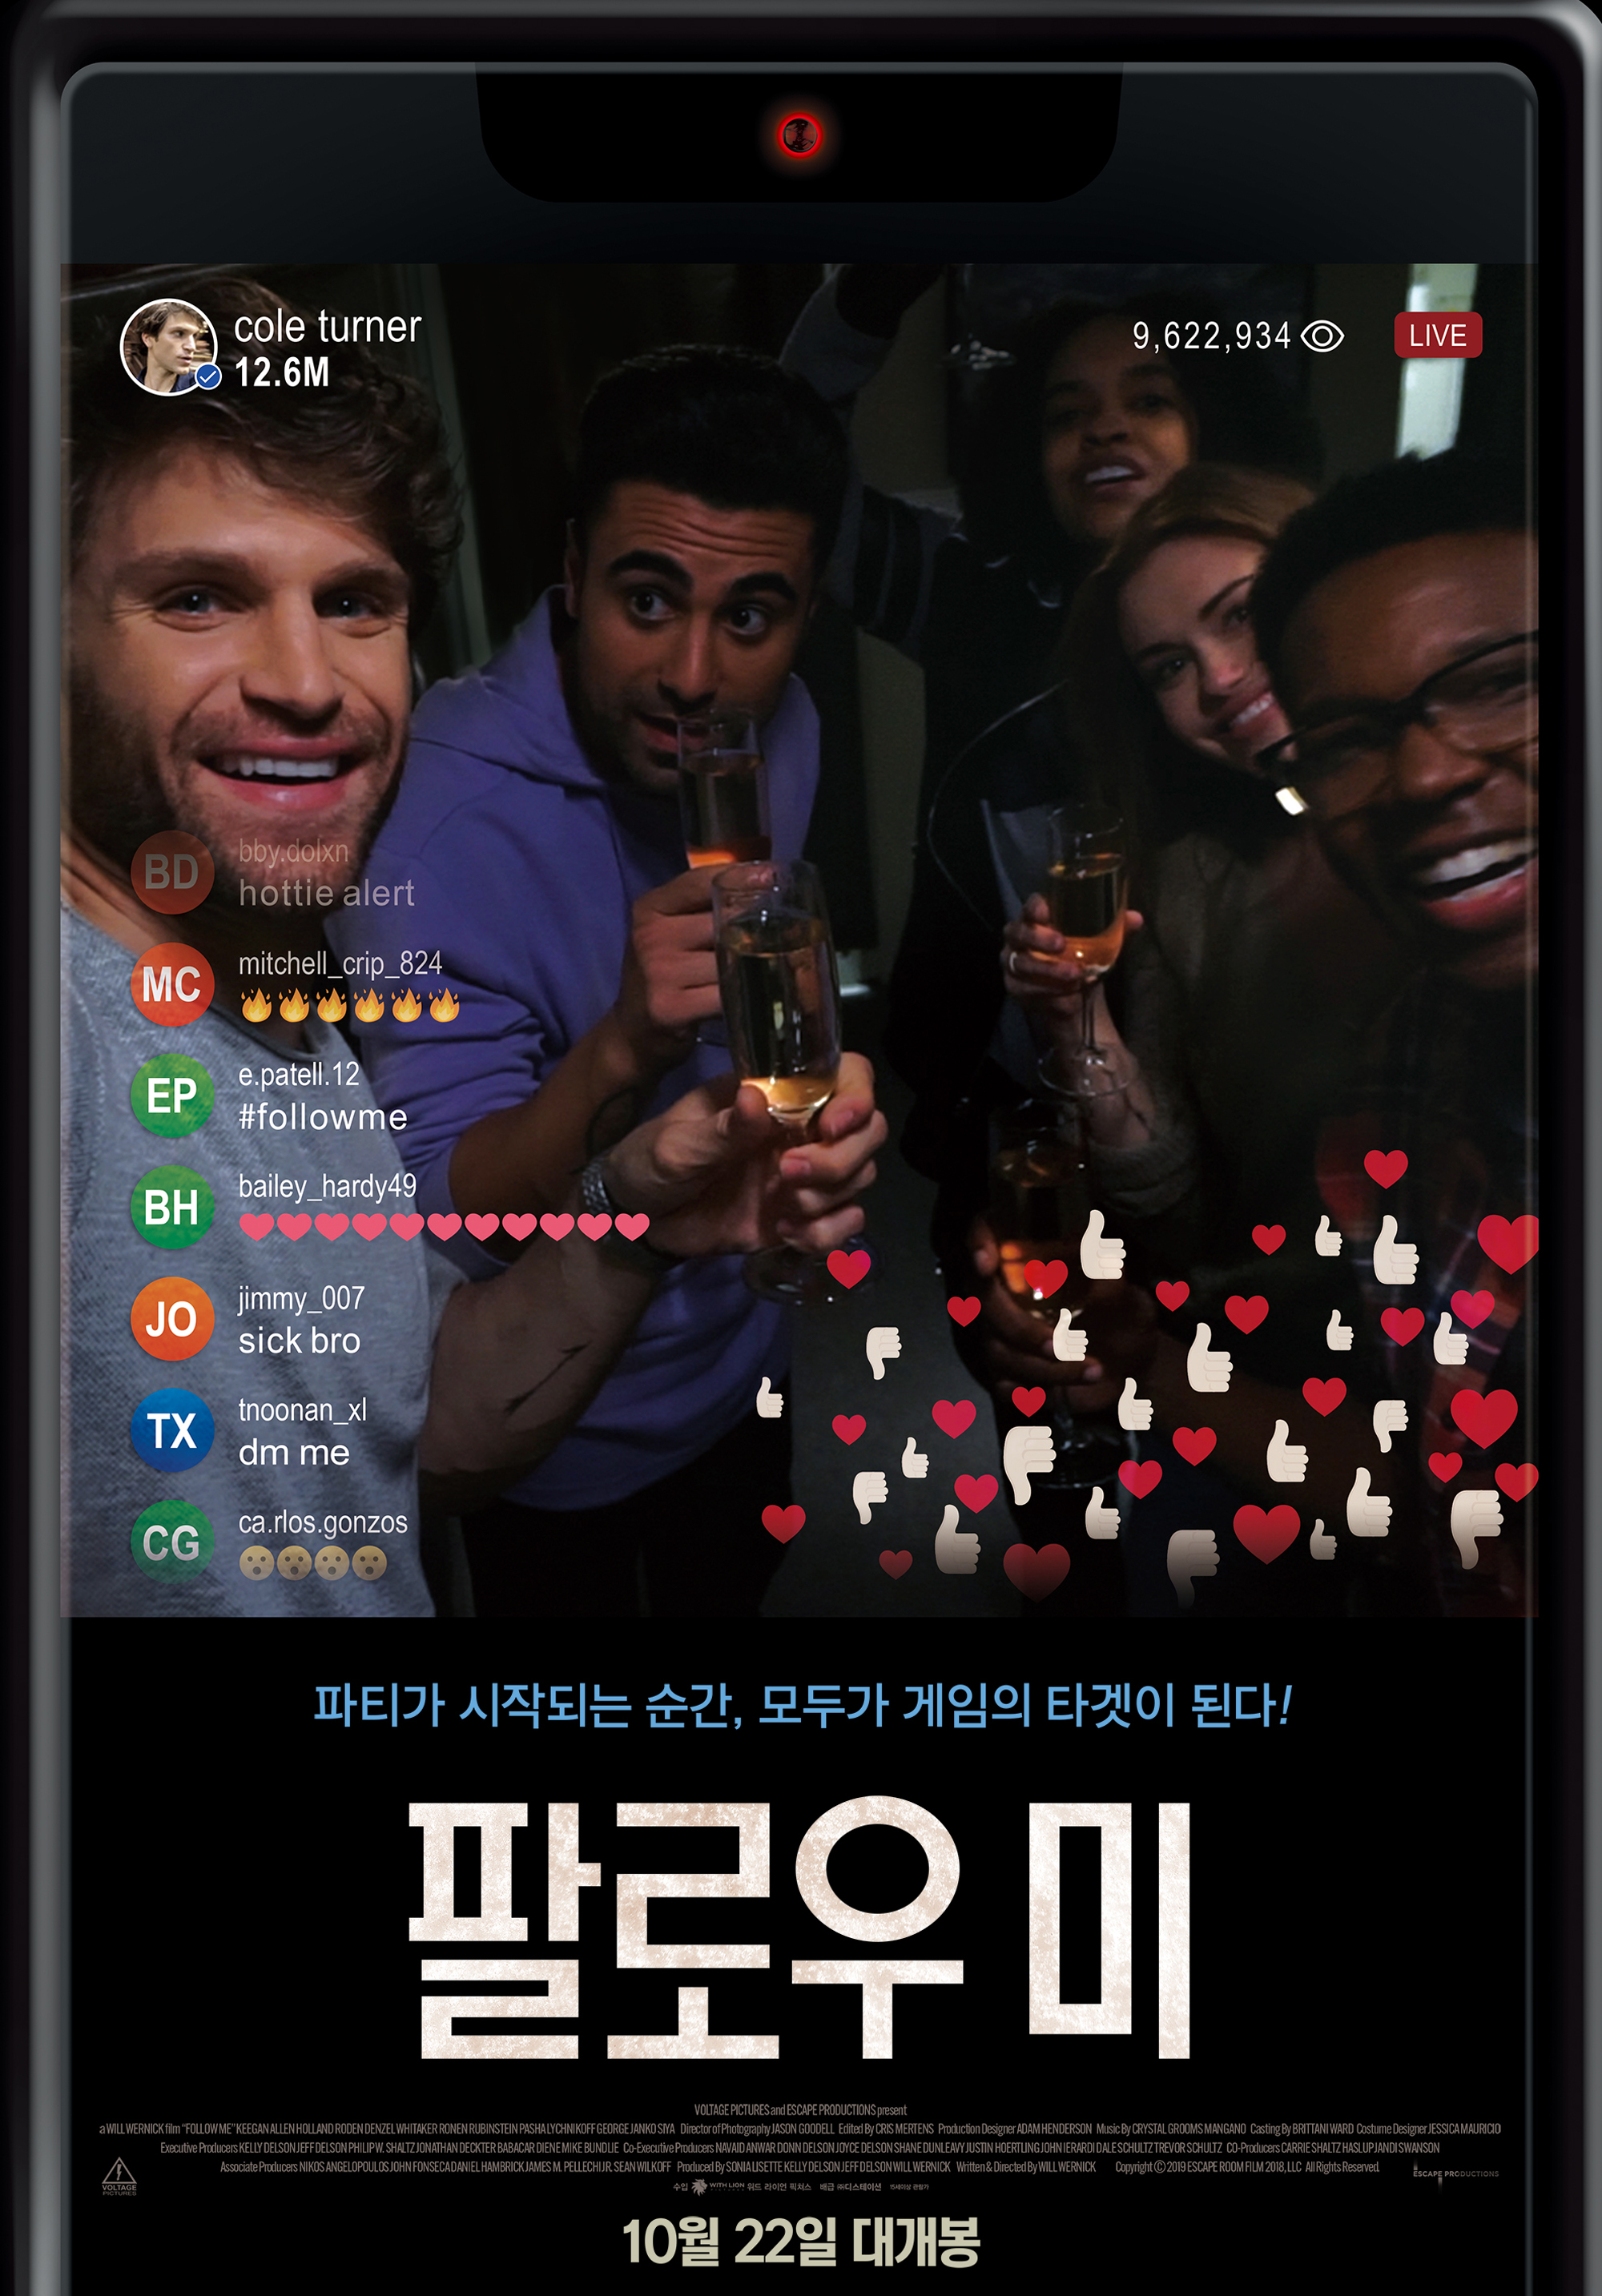 cole turner
12.6M
9,622,934
LIVE
BD
bby.dolxn
hottie alert
MC
mitchell_crip_824
🔥🔥🔥🔥🔥🔥
EP
e.patell.12
#followme
BH
bailey_hardy49
JO
jimmy_007
sick bro
TX
tnoonan_xl
dm me
CG
ca.rlos.gonzos
파티가 시작되는 순간, 모두가 게임의 타겟이 된다!
팔로우 미
VOLTAGE PICTURES and ESCAPE PRODUCTIONS present
a WILL WERNICK film "FOLLOW ME" KEEGAN ALLEN HOLLAND RODEN DENZEL WHITAKER RONEN RUBINSTEIN PASHA LYCHNIKOFF GEORGE JANKO SIYA Director of Photography JASON GOODELL Edited By CRIS MERTENS Production Designer ADAM HENDERSON Music By CRYSTAL GROOMS MANGANO Casting By BRITTANI WARD Costume Designer JESSICA MAURICIO
Executive Producers KELLY DELSON JEFF DELSON PHILIP W. SHALTZ JONATHAN DECKTER BABACAR DIENE MIKE BUNDLIE Co-Executive Producers NAVAID ANWAR DONN DELSON JOYCE DELSON SHANE DUNLEAVY JUSTIN HOERTLING JOHN IERARDI DALE SCHULTZ TREVOR SCHULTZ CO-Producers CARRIE SHALTZ HASLUP JANDI SWANSON
Associate Producers NIKOS ANGELOPOULOS JOHN FONSECA DANIEL HAMBRICK JAMES M. PELLECHI JR. SEAN WILKOFF Produced By SONIA LISETTE KELLY DELSON JEFF DELSON WILL WERNICK Written & Directed By WILL WERNICK Copyright © 2019 ESCAPE ROOM FILM 2018, LLC All Rights Reserved.
VOLTAGE
PICTURES
ESCAPE PRODUCTIONS
수입 WITH LION PICTURES 위드 라이언 픽쳐스 배급 ㈜디스테이션 15세이상 관람가
10월 22일 대개봉